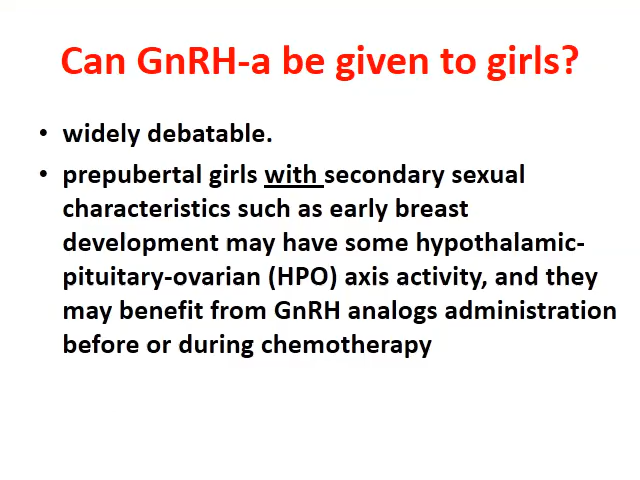 Can GnRH-a be given to girls?
• widely debatable.
• prepubertal girls with secondary sexual
characteristics such as early breast
development may have some hypothalamic-
pituitary-ovarian (HPO) axis activity, and they
may benefit from GnRH analogs administration
before or during chemotherapy